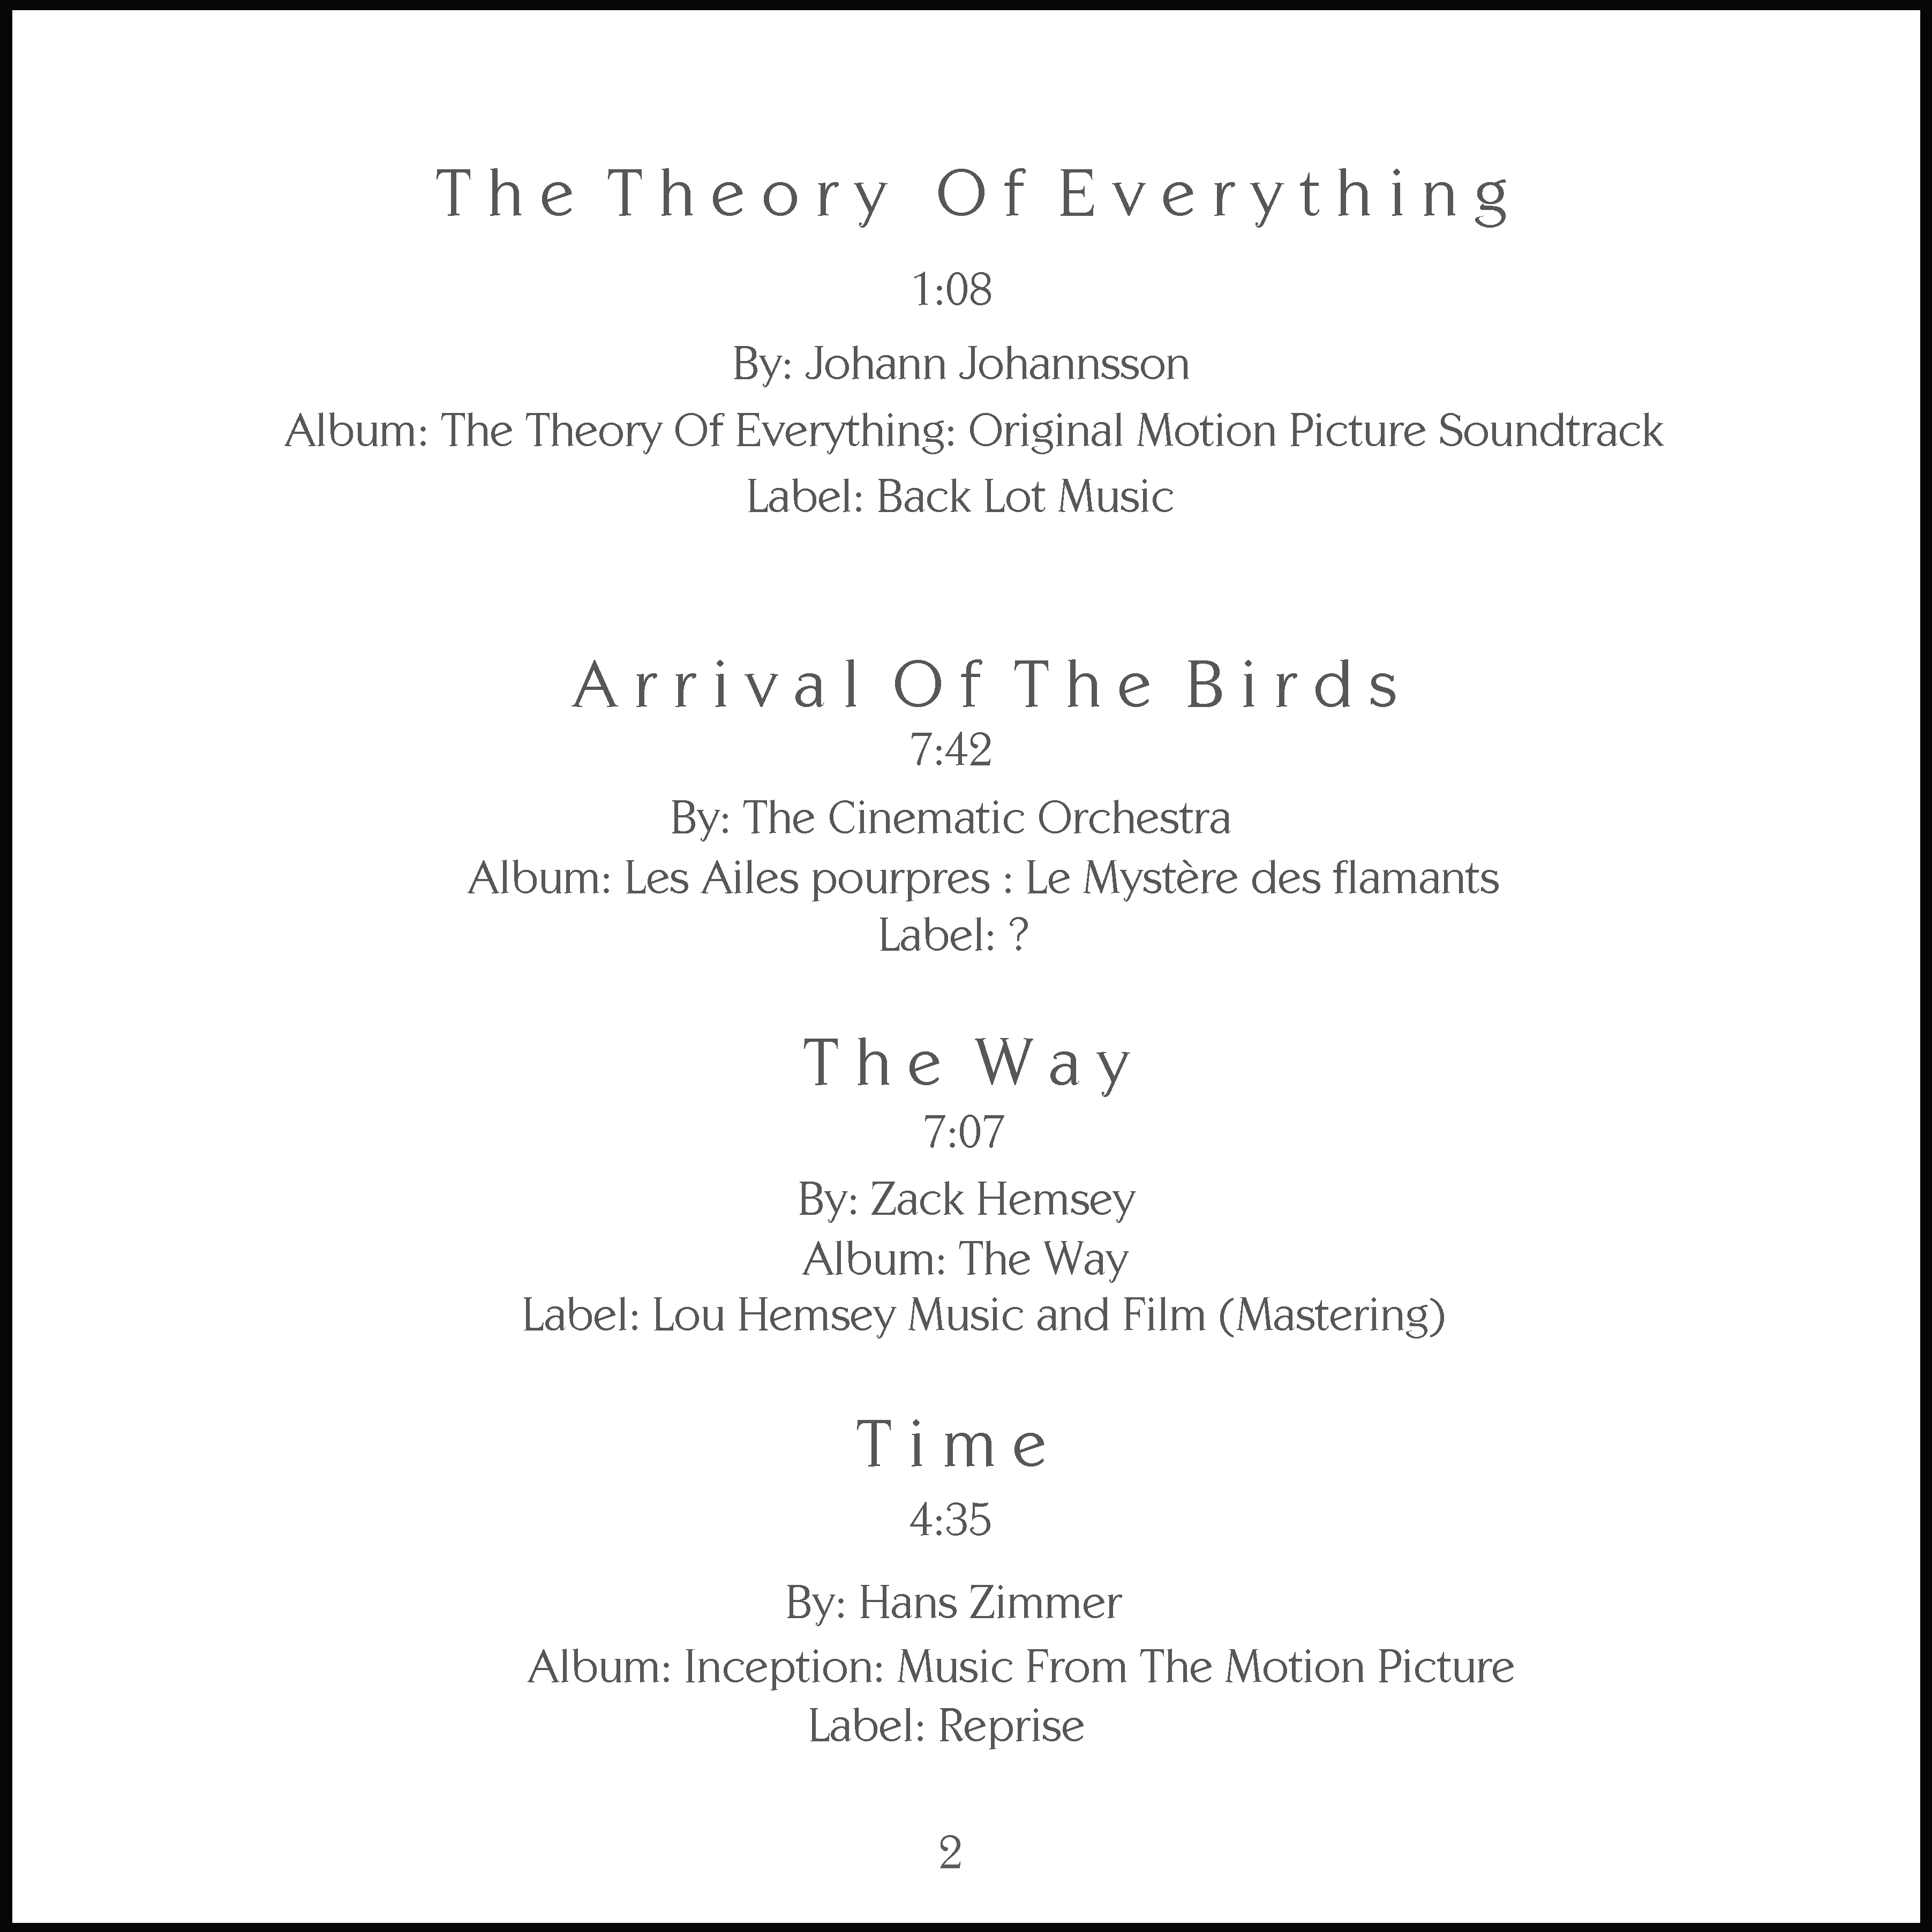 The Theory Of Everything
1:08
By: Johann Johannsson
Album: The Theory Of Everything: Original Motion Picture Soundtrack
Label: Back Lot Music
Arrival Of The Birds
7:42
By: The Cinematic Orchestra
Album: Les Ailes pourpres : Le Mystère des flamants
Label: ?
The Way
7:07
By: Zack Hemsey
Album: The Way
Label: Lou Hemsey Music and Film (Mastering)
Time
4:35
By: Hans Zimmer
Album: Inception: Music From The Motion Picture
Label: Reprise
2